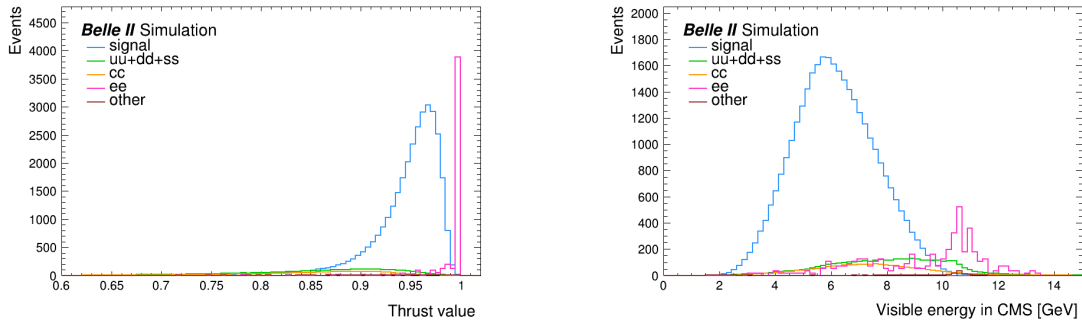 Events
4500
4000
3500
3000
2500
2000
1500
1000
500
0
Belle II Simulation
signal
uu+dd+ss
cc
ee
other
0.6 0.65 0.7 0.75 0.8 0.85 0.9 0.95 1
Thrust value
Events
2000
1800
1600
1400
1200
1000
800
600
400
200
0
Belle II Simulation
signal
uu+dd+ss
cc
ee
other
0 2 4 6 8 10 12 14
Visible energy in CMS [GeV]